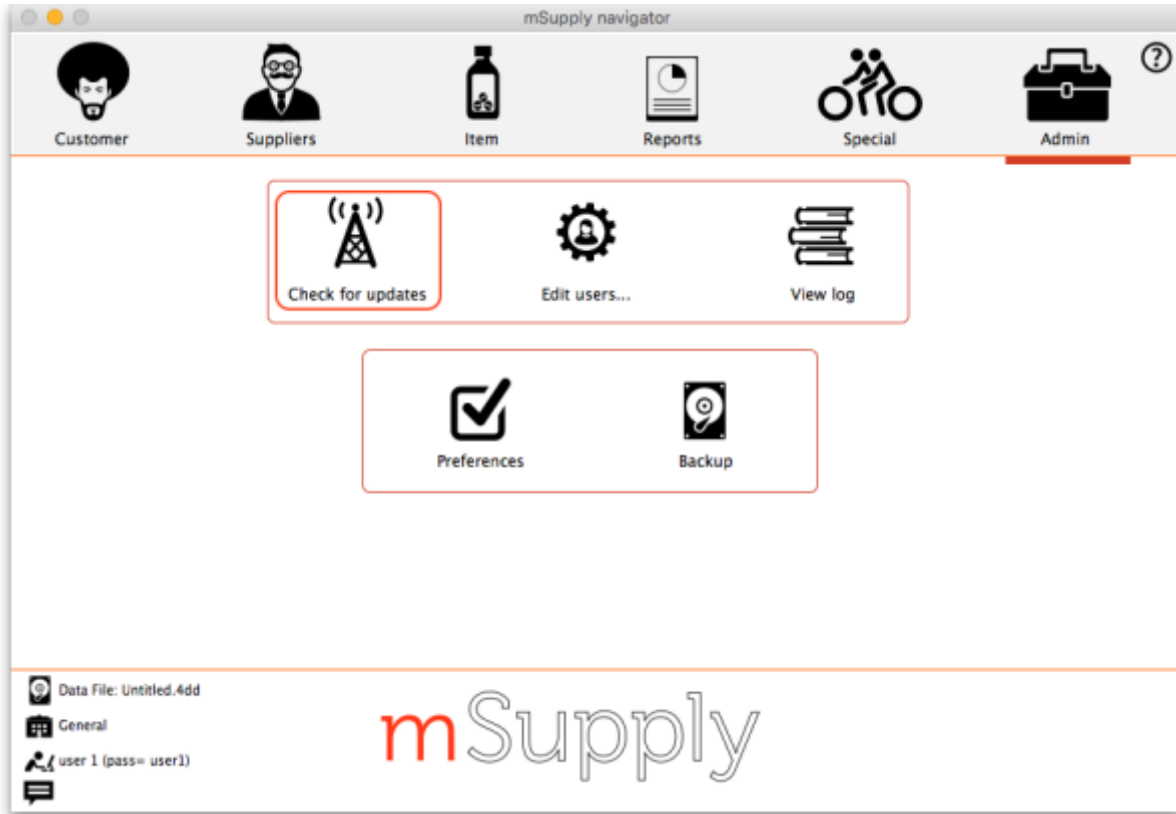 mSupply navigator
Customer
Suppliers
Item
Reports
Special
Admin
?
Check for updates
Edit users...
View log
Preferences
Backup
Data File: Untitled.4dd
General
user 1 (pass= user1)
mSupply